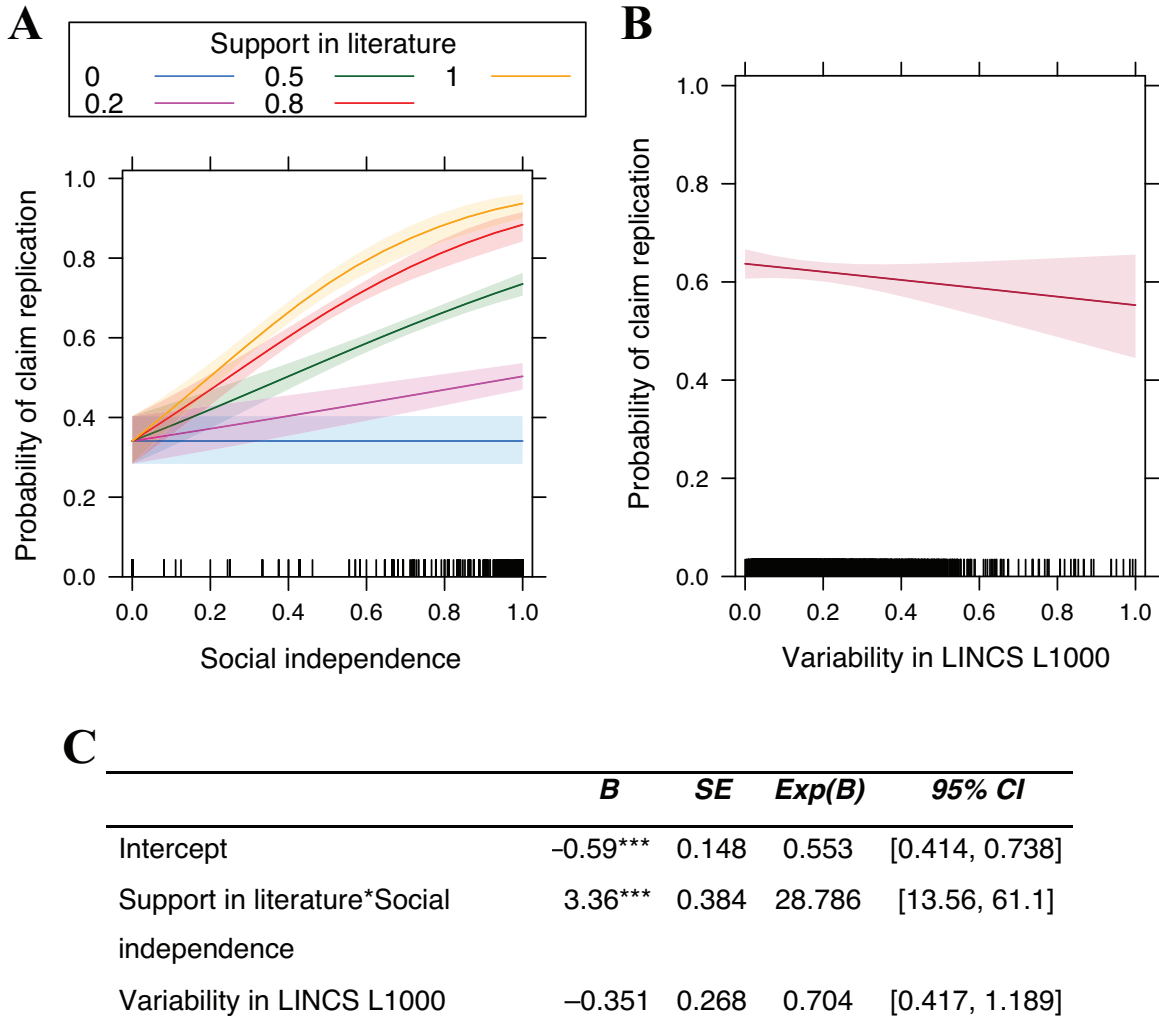 A
Support in literature
0 0.5 1
0.2 0.8
Probability of claim replication
1.0
0.8
0.6
0.4
0.2
0.0
0.0 0.2 0.4 0.6 0.8 1.0
Social independence
B
Probability of claim replication
1.0
0.8
0.6
0.4
0.2
0.0
0.0 0.2 0.4 0.6 0.8 1.0
Variability in LINCS L1000
C
B SE Exp(B) 95% CI
Intercept −0.59*** 0.148 0.553 [0.414, 0.738]
Support in literature*Social 3.36*** 0.384 28.786 [13.56, 61.1]
independence
Variability in LINCS L1000 −0.351 0.268 0.704 [0.417, 1.189]